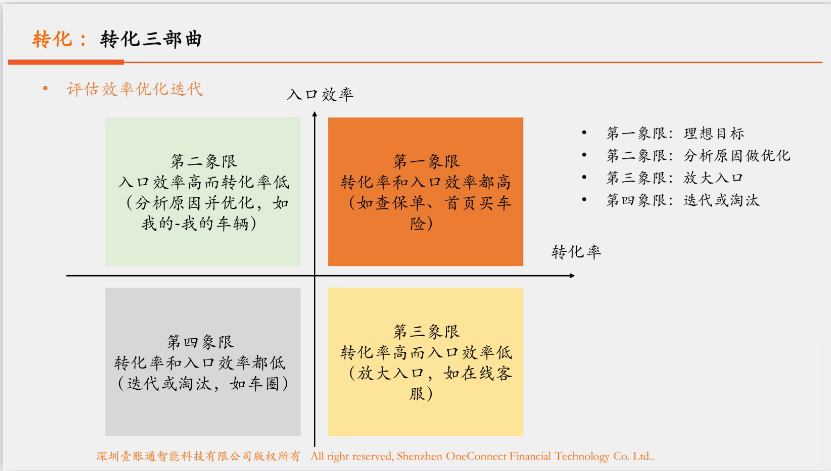 转化：转化三部曲
• 评估效率优化迭代
入口效率
第二象限
入口效率高而转化率低
（分析原因并优化，如
我的-我的车辆）
第一象限
转化率和入口效率都高
（如查保单、首页买车
险）
• 第一象限：理想目标
• 第二象限：分析原因做优化
• 第三象限：放大入口
• 第四象限：迭代或淘汰
转化率
第四象限
转化率和入口效率都低
（迭代或淘汰，如车圈）
第三象限
转化率高而入口效率低
（放大入口，如在线客
服）
深圳壹账通智能科技有限公司版权所有 All right reserved, Shenzhen OneConnect Financial Technology Co. Ltd..